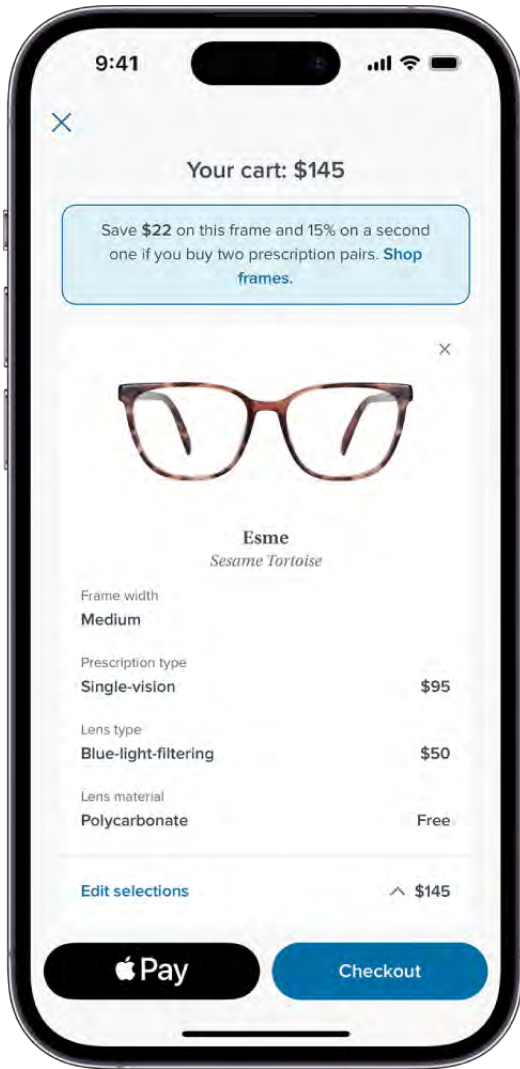 9:41
Your cart: $145
Save $22 on this frame and 15% on a second
one if you buy two prescription pairs. Shop
frames.
Esme
Sesame Tortoise
Frame width
Medium
Prescription type
Single-vision $95
Lens type
Blue-light-filtering $50
Lens material
Polycarbonate Free
Edit selections $145
Pay Checkout